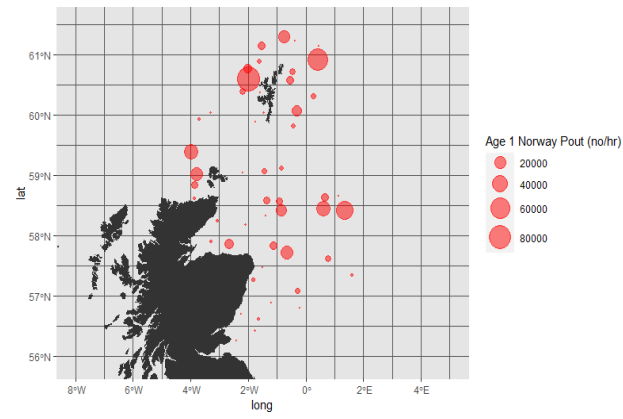 61°N
60°N
59°N
58°N
57°N
56°N
lat
8°W 6°W 4°W 2°W 0° 2°E 4°E
long
Age 1 Norway Pout (no/hr)
20000
40000
60000
80000